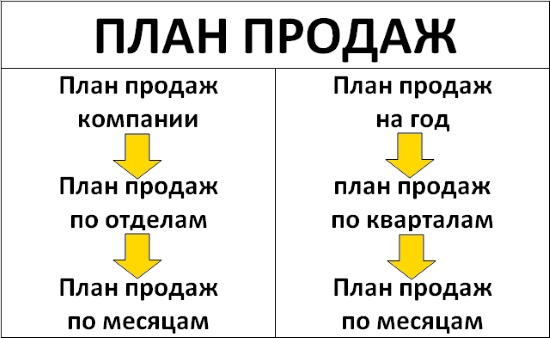 ПЛАН ПРОДАЖ
План продаж
компании
План продаж
по отделам
План продаж
по месяцам
План продаж
на год
план продаж
по кварталам
План продаж
по месяцам